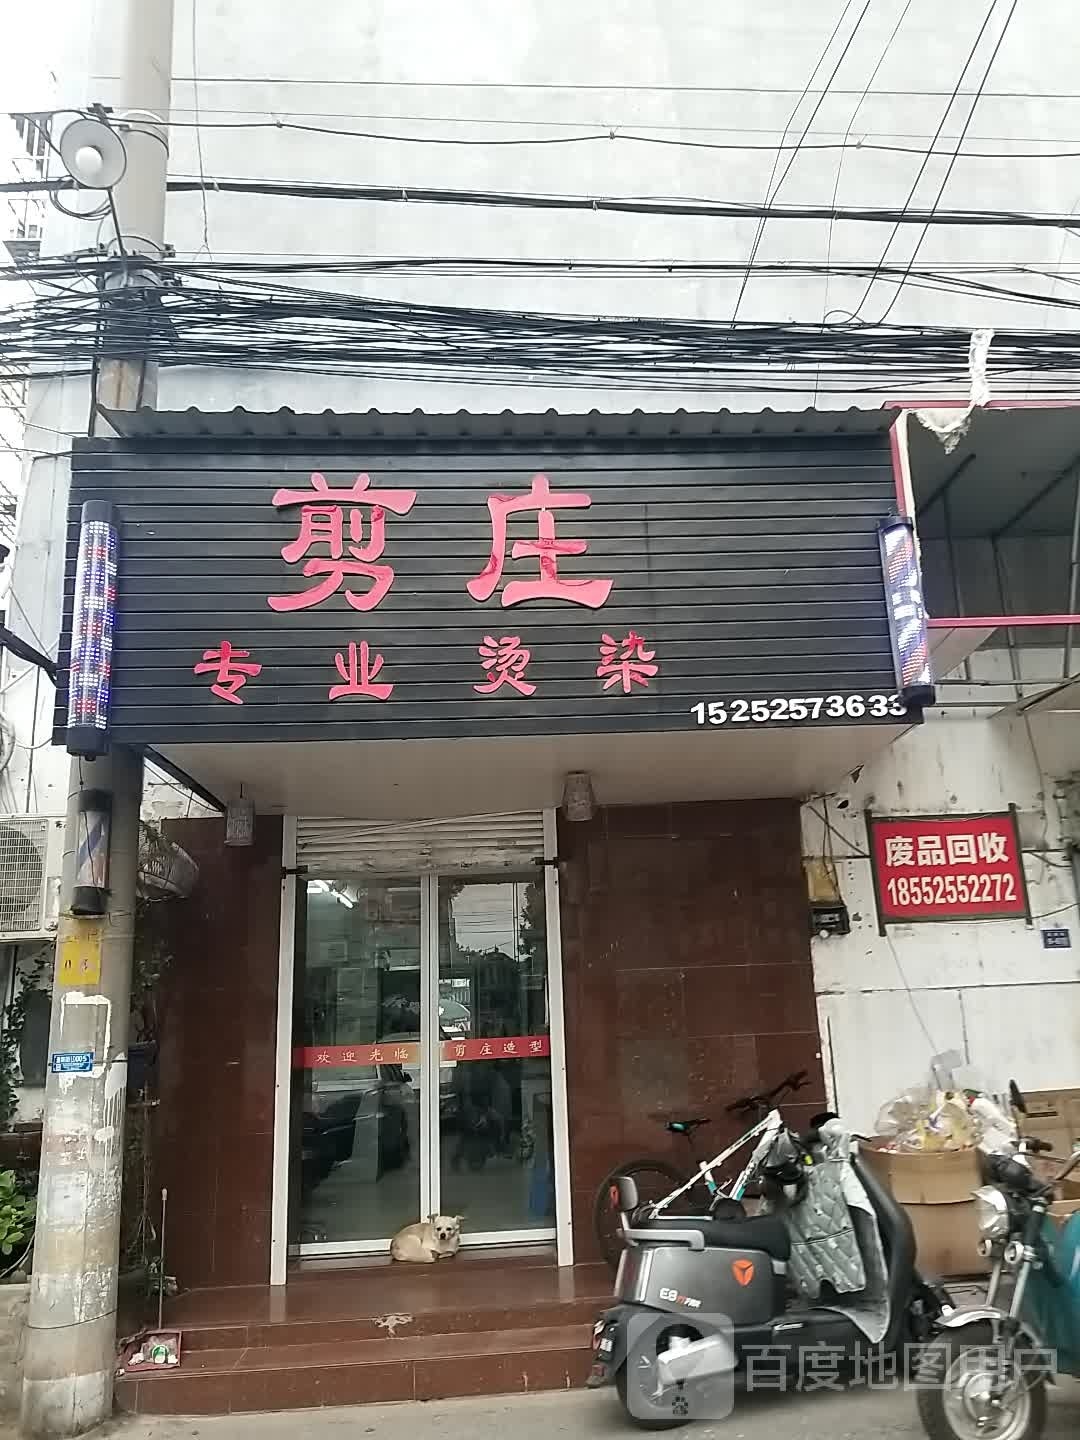 剪庄
专业烫染
15252573633
废品回收
18552552272
欢迎光临 剪庄造型
E8
百度地图用户